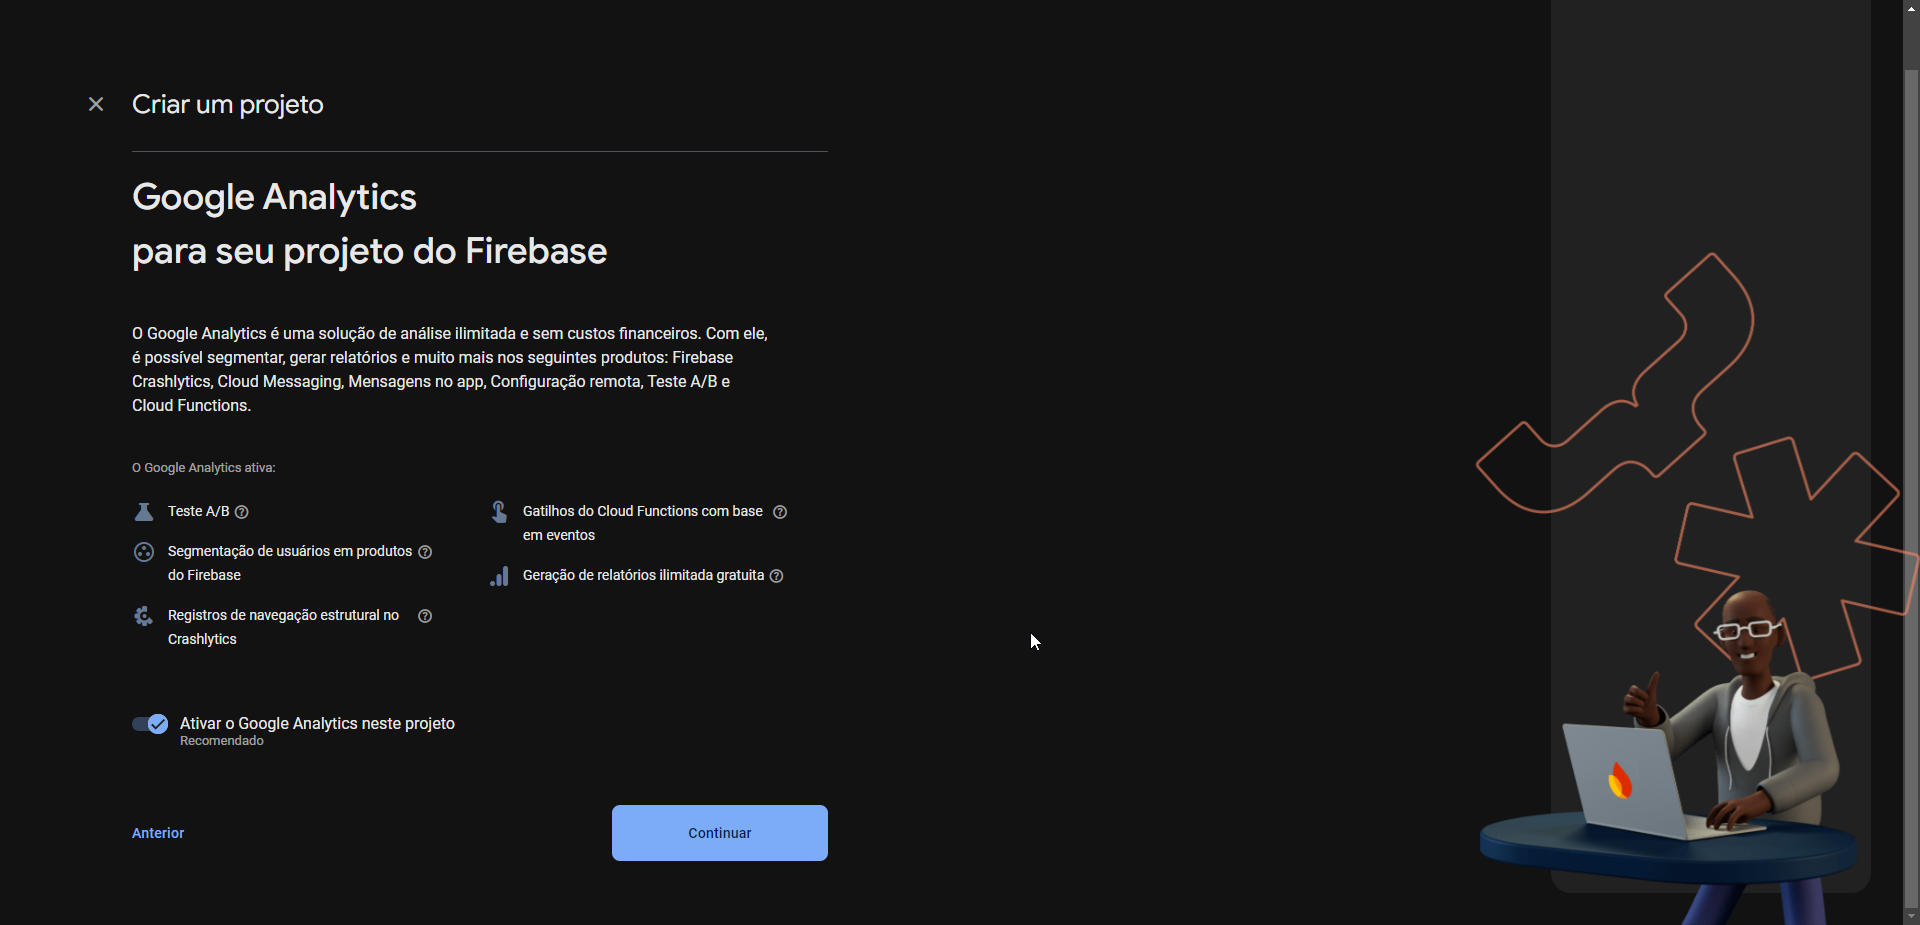 Criar um projeto
Google Analytics
para seu projeto do Firebase
O Google Analytics é uma solução de análise ilimitada e sem custos financeiros. Com ele,
é possível segmentar, gerar relatórios e muito mais nos seguintes produtos: Firebase
Crashlytics, Cloud Messaging, Mensagens no app, Configuração remota, Teste A/B e
Cloud Functions.
O Google Analytics ativa:
Teste A/B
Segmentação de usuários em produtos
do Firebase
Registros de navegação estrutural no
Crashlytics
Gatilhos do Cloud Functions com base
em eventos
Geração de relatórios ilimitada gratuita
Ativar o Google Analytics neste projeto
Recomendado
Anterior
Continuar